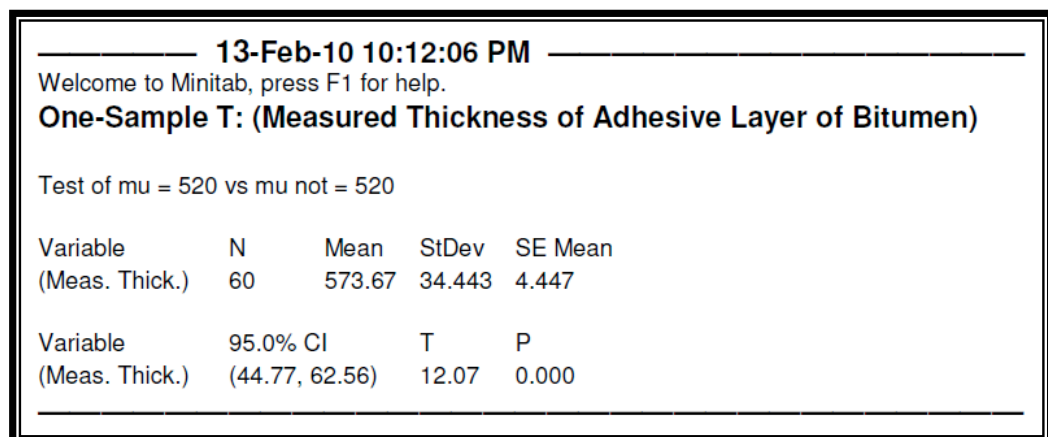 13-Feb-10 10:12:06 PM
Welcome to Minitab, press F1 for help.
One-Sample T: (Measured Thickness of Adhesive Layer of Bitumen)
Test of mu = 520 vs mu not = 520
Variable N Mean StDev SE Mean
(Meas. Thick.) 60 573.67 34.443 4.447
Variable 95.0% CI T P
(Meas. Thick.) (44.77, 62.56) 12.07 0.000